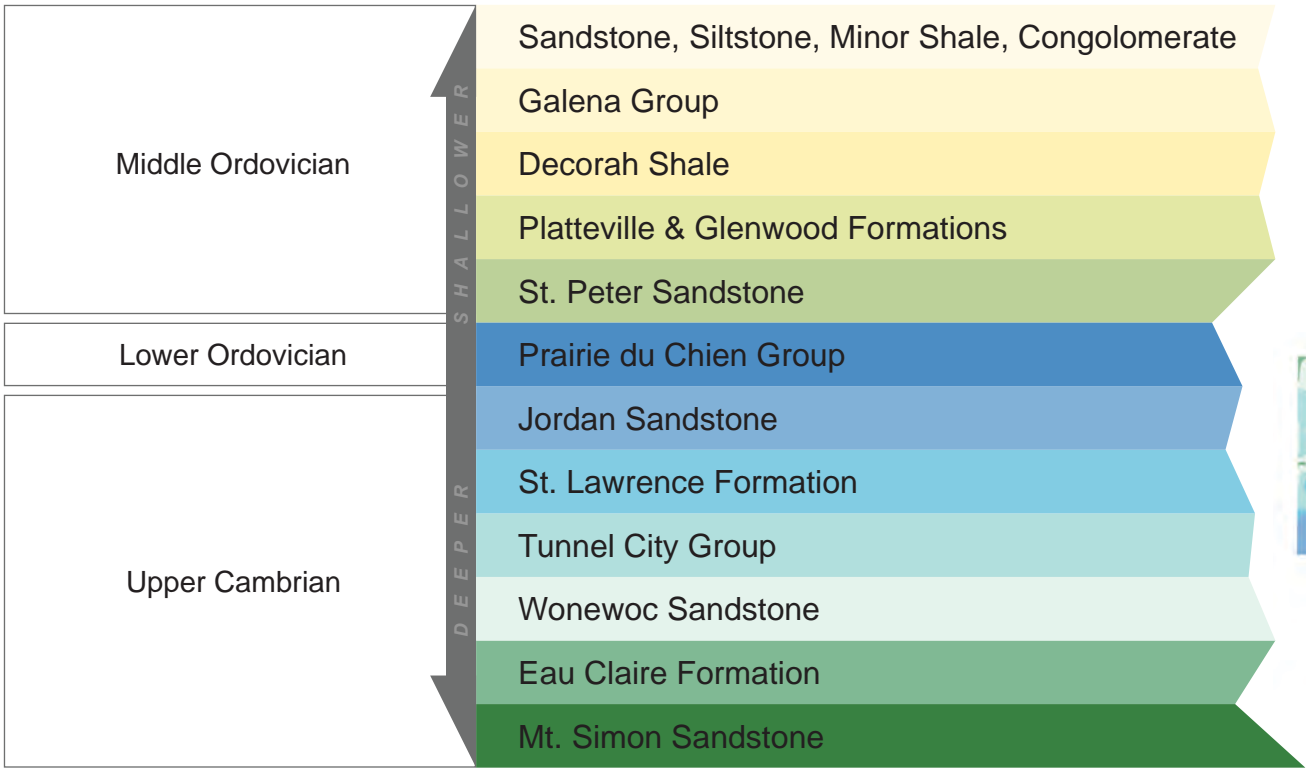 Middle Ordovician
Lower Ordovician
Upper Cambrian
SHALLOWER
DEEPER
Sandstone, Siltstone, Minor Shale, Congolomerate
Galena Group
Decorah Shale
Platteville & Glenwood Formations
St. Peter Sandstone
Prairie du Chien Group
Jordan Sandstone
St. Lawrence Formation
Tunnel City Group
Wonewoc Sandstone
Eau Claire Formation
Mt. Simon Sandstone